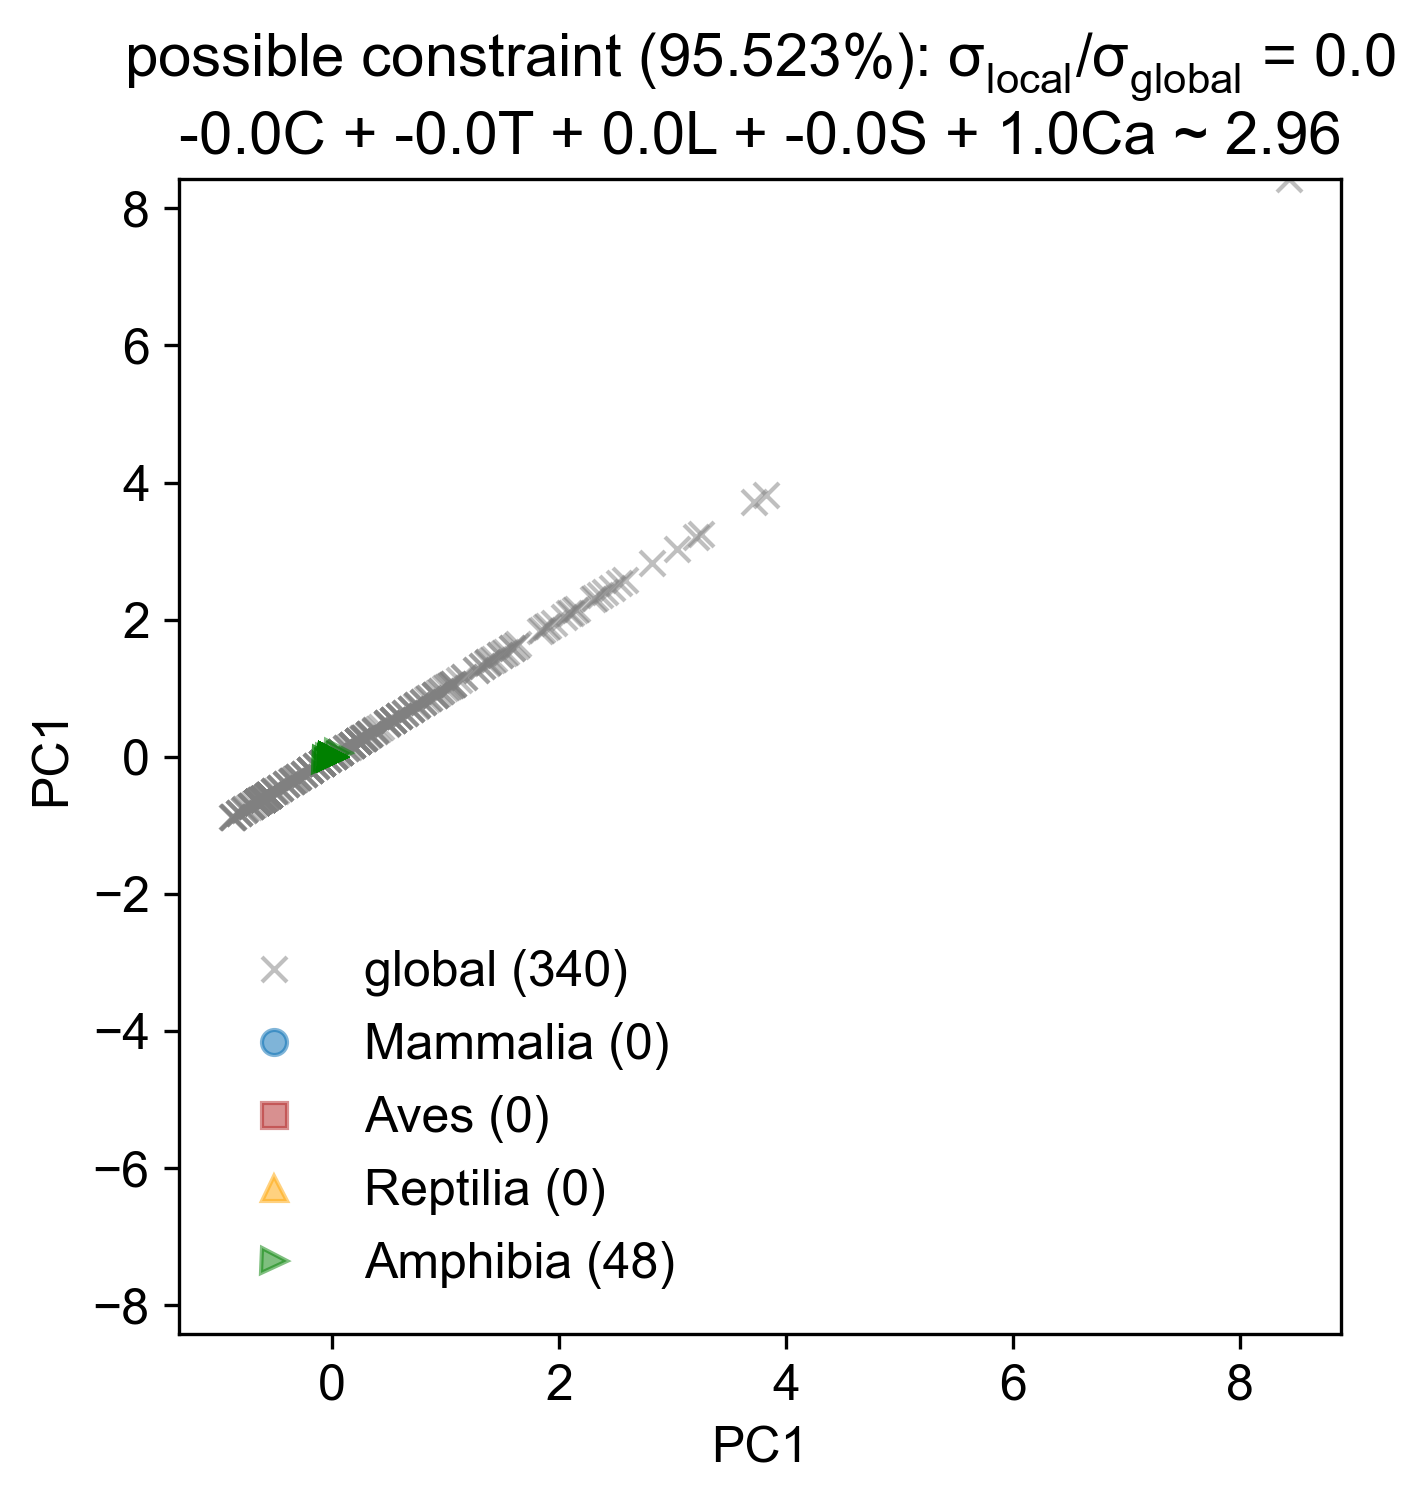 possible constraint (95.523%): σlocal/σglobal = 0.0
-0.0C + -0.0T + 0.0L + -0.0S + 1.0Ca ~ 2.96
8
6
4
2
0
−2
−4
−6
−8
PC1
global (340)
Mammalia (0)
Aves (0)
Reptilia (0)
Amphibia (48)
0 2 4 6 8
PC1